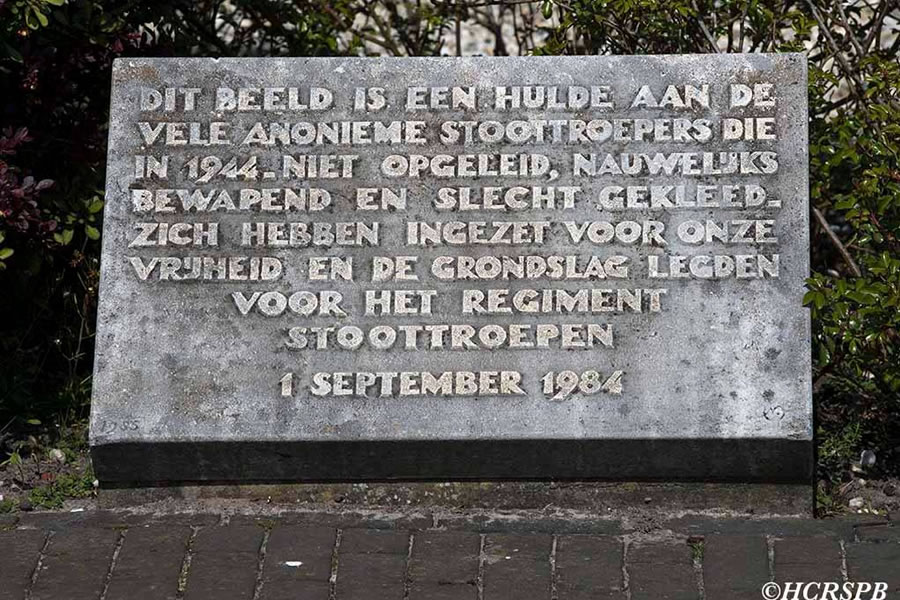 DIT BEELD IS EEN HULDE AAN DE
VELE ANONIEME STOOTTROEPERS DIE
IN 1944 - NIET OPGELEID, NAUWELIJKS
BEWAPEND EN SLECHT GEKLEED -
ZICH HEBBEN INGEZET VOOR ONZE
VRIJHEID EN DE GRONDSLAG LEGDEN
VOOR HET REGIMENT
STOOTTROEPEN
1 SEPTEMBER 1984
©HCRSPB